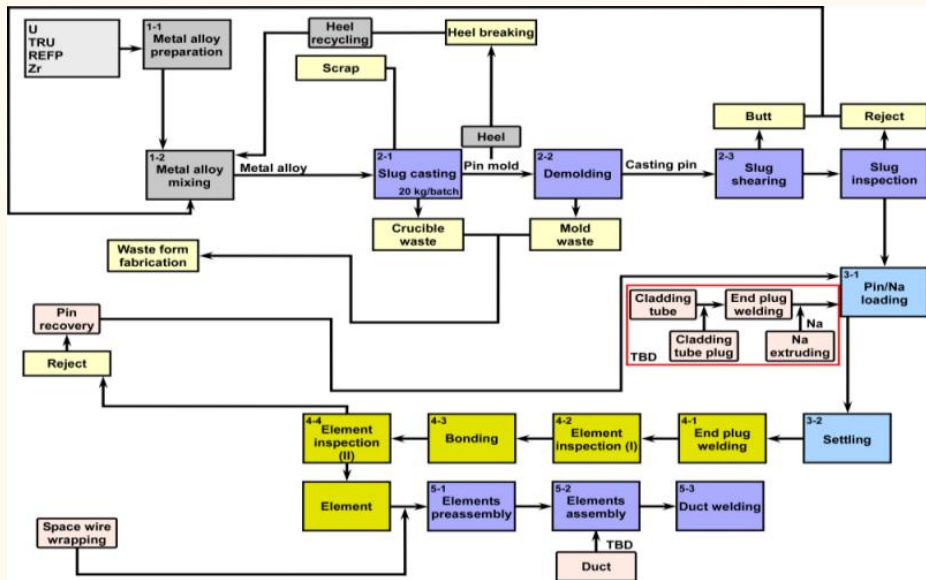 U
TRU
REFP
Zr
1-1
Metal alloy
preparation
Heel
recycling
Heel breaking
Scrap
Butt
Reject
Heel
1-2
Metal alloy
mixing
Metal alloy
2-1
Slug casting
20 kg/batch
Pin mold
2-2
Demolding
Casting pin
2-3
Slug
shearing
Slug
inspection
Crucible
waste
Mold
waste
Waste form
fabrication
3-1
Pin/Na
loading
Cladding
tube
End plug
welding
Na
Cladding
tube plug
Na
extruding
TBD
Pin
recovery
Reject
4-4
Element
inspection
(II)
4-3
Bonding
4-2
Element
inspection (I)
4-1
End plug
welding
3-2
Settling
Element
5-1
Elements
preassembly
5-2
Elements
assembly
5-3
Duct welding
Space wire
wrapping
TBD
Duct